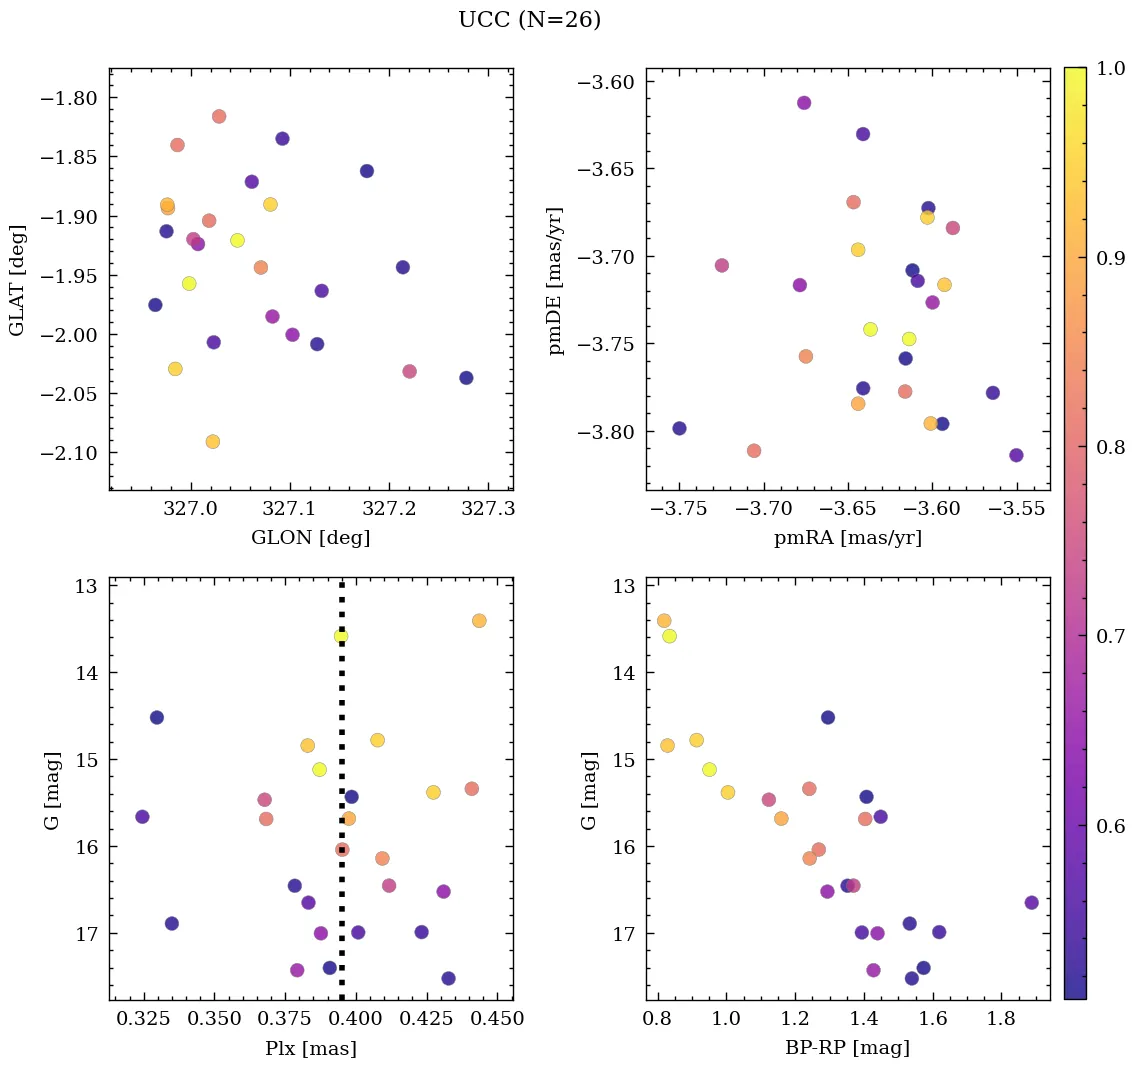 UCC (N=26)
−1.80
−1.85
−1.90
−1.95
−2.00
−2.05
−2.10
GLAT [deg]
327.0 327.1 327.2 327.3
GLON [deg]
−3.60
−3.65
−3.70
−3.75
−3.80
pmDE [mas/yr]
−3.75 −3.70 −3.65 −3.60 −3.55
pmRA [mas/yr]
1.0
0.9
0.8
0.7
0.6
13
14
15
16
17
G [mag]
0.325 0.350 0.375 0.400 0.425 0.450
Plx [mas]
13
14
15
16
17
G [mag]
0.8 1.0 1.2 1.4 1.6 1.8
BP-RP [mag]